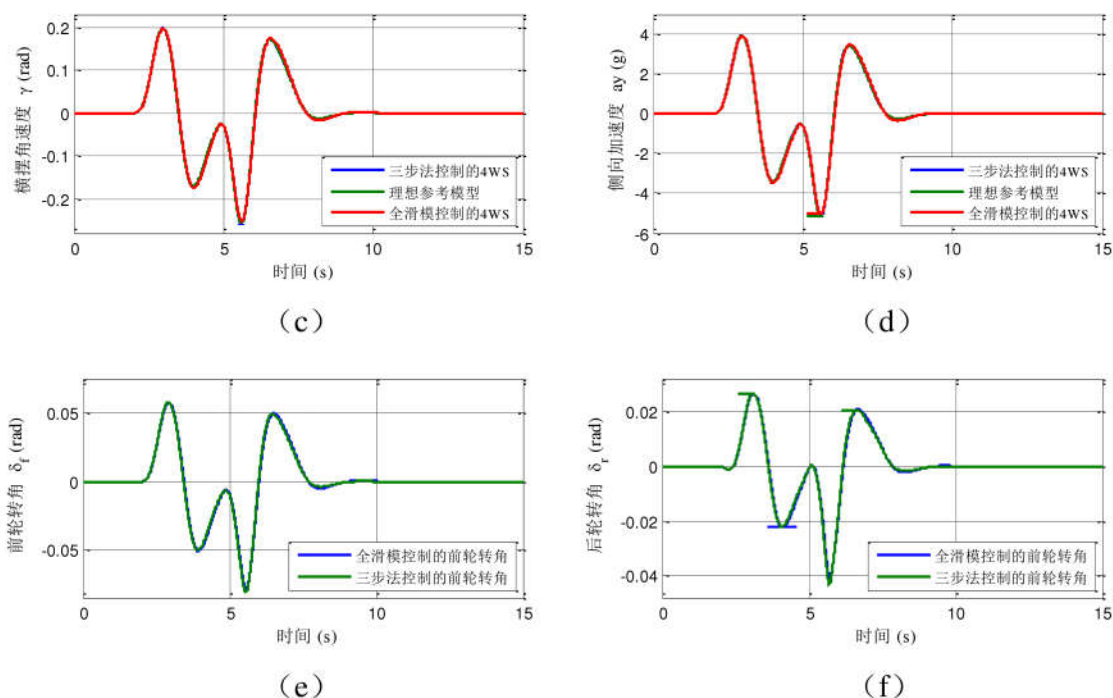 0.2
0.1
0
-0.1
-0.2
横摆角速度 γ (rad)
三步法控制的4WS
理想参考模型
全滑模控制的4WS
0
5
10
15
时间 (s)
(c)
4
2
0
-2
-4
-6
侧向加速度 ay (g)
三步法控制的4WS
理想参考模型
全滑模控制的4WS
0
5
10
15
时间 (s)
(d)
0.05
0
-0.05
前轮转角 δf (rad)
全滑模控制的前轮转角
三步法控制的前轮转角
0
5
10
15
时间 (s)
(e)
0.02
0
-0.02
-0.04
后轮转角 δr (rad)
全滑模控制的前轮转角
三步法控制的前轮转角
0
5
10
15
时间 (s)
(f)